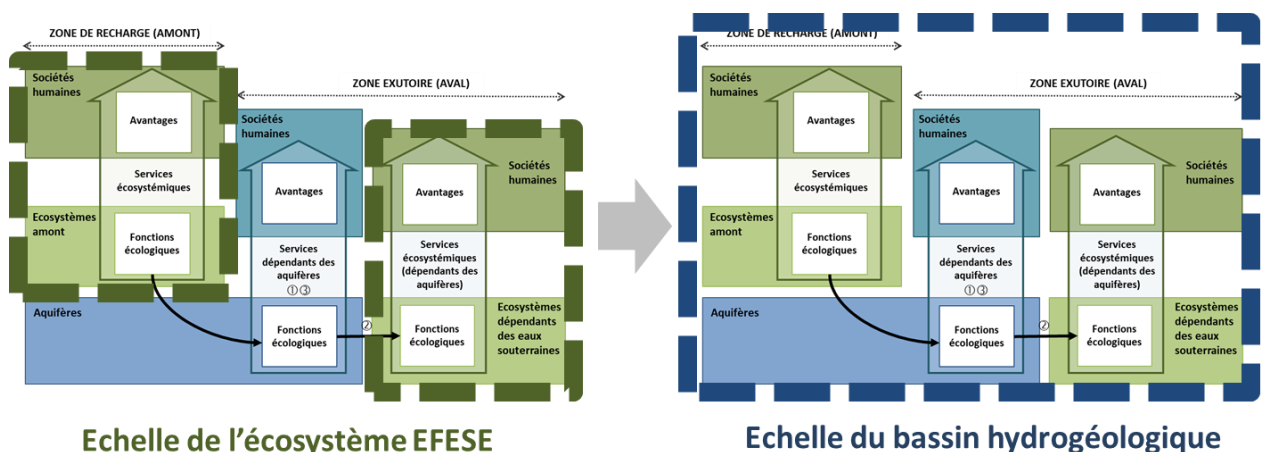 ZONE DE RECHARGE (AMONT)
Sociétés
humaines
Avantages
Services
écosystémiques
Ecosystèmes
amont
Fonctions
écologiques
ZONE EXUTOIRE (AVAL)
Sociétés
humaines
Avantages
Services
dépendants des
aquifères
①③
Aquifères
Fonctions
écologiques
②
Sociétés
humaines
Avantages
Services
écosystémiques
(dépendants des
aquifères)
Fonctions
écologiques
Ecosystèmes
dépendants
des eaux
souterraines
Echelle de l’écosystème EFESE
ZONE DE RECHARGE (AMONT)
Sociétés
humaines
Avantages
Services
écosystémiques
Ecosystèmes
amont
Fonctions
écologiques
ZONE EXUTOIRE (AVAL)
Sociétés
humaines
Avantages
Services
dépendants des
aquifères
①③
Aquifères
Fonctions
écologiques
②
Sociétés
humaines
Avantages
Services
écosystémiques
(dépendants des
aquifères)
Fonctions
écologiques
Ecosystèmes
dépendants
des eaux
souterraines
Echelle du bassin hydrogéologique